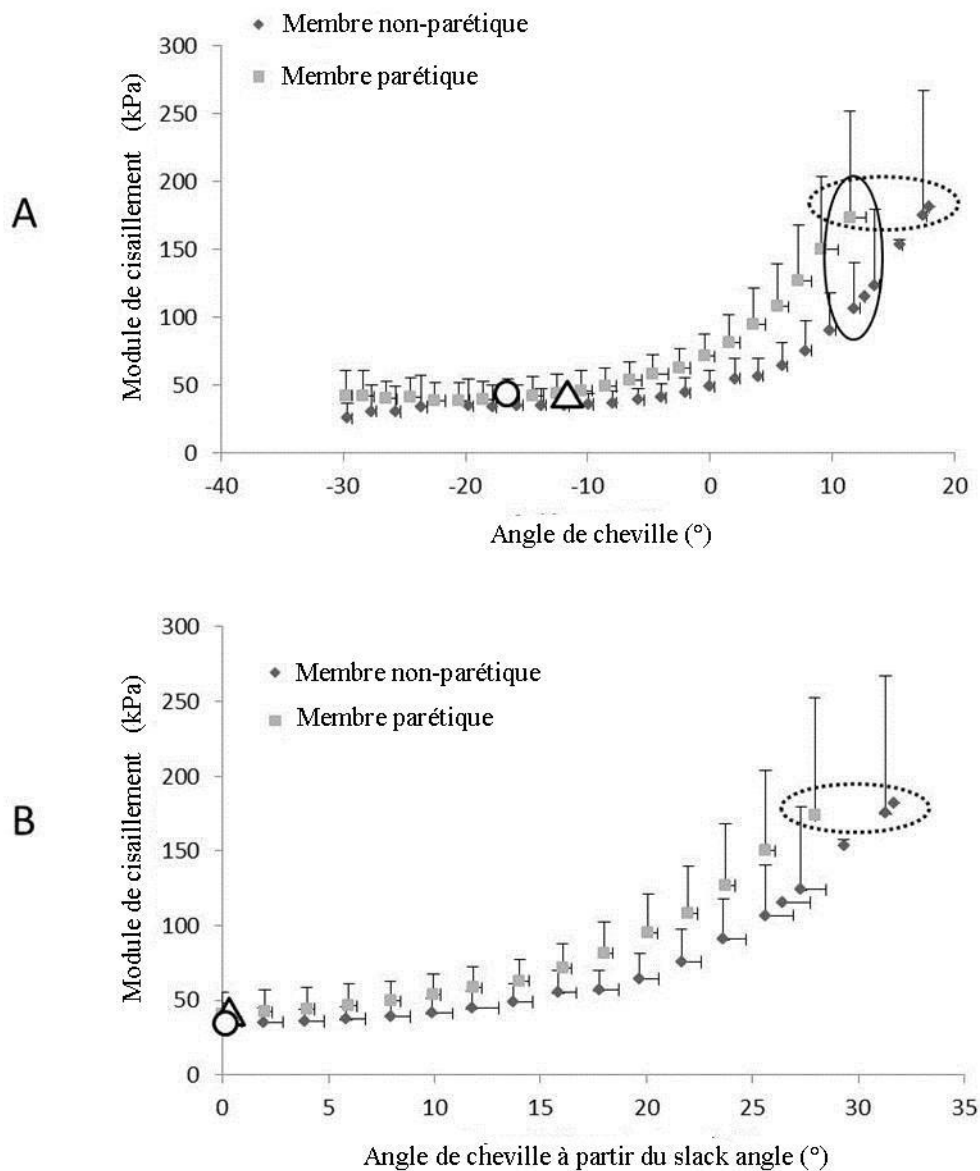 Membre non-parétique
Membre parétique
A
Module de cisaillement (kPa)
300
250
200
150
100
50
0
-40 -30 -20 -10 0 10 20
Angle de cheville (°)
B
Membre non-parétique
Membre parétique
Module de cisaillement (kPa)
300
250
200
150
100
50
0
0 5 10 15 20 25 30 35
Angle de cheville à partir du slack angle (°)